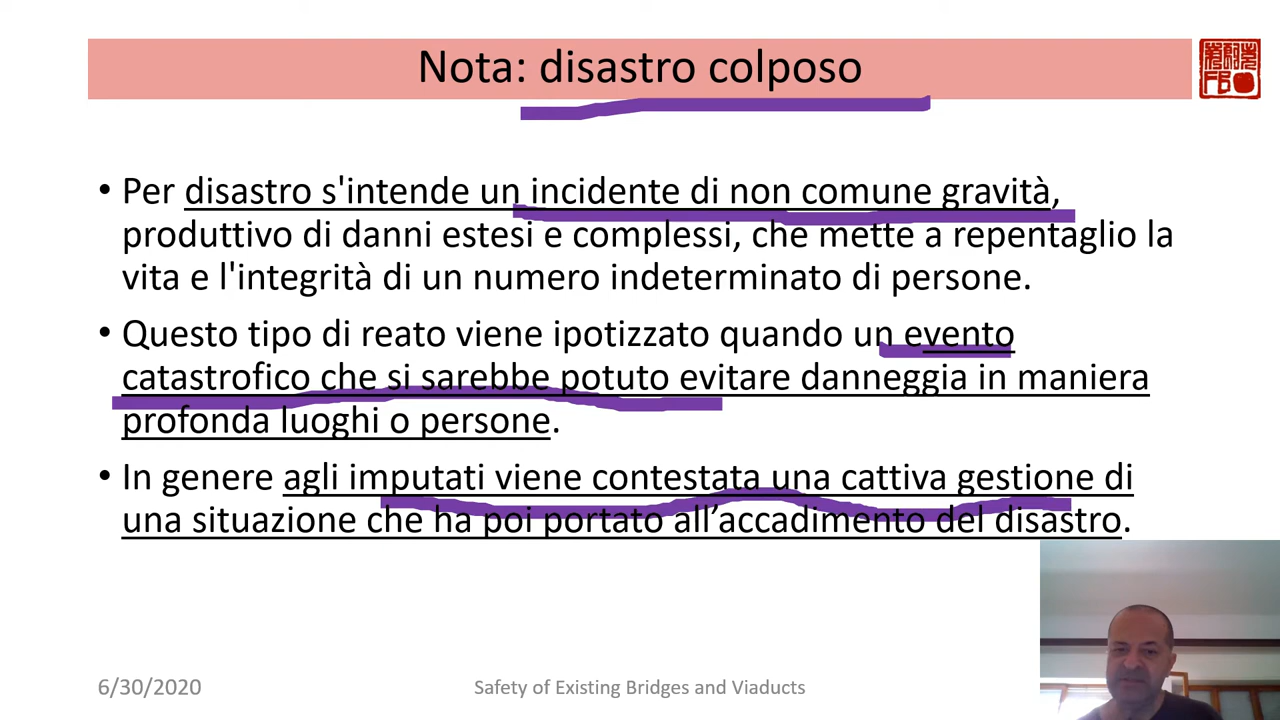 Nota: disastro colposo
• Per disastro s'intende un incidente di non comune gravità,
produttivo di danni estesi e complessi, che mette a repentaglio la
vita e l'integrità di un numero indeterminato di persone.
• Questo tipo di reato viene ipotizzato quando un evento
catastrofico che si sarebbe potuto evitare danneggia in maniera
profonda luoghi o persone.
• In genere agli imputati viene contestata una cattiva gestione di
una situazione che ha poi portato all’accadimento del disastro.
6/30/2020
Safety of Existing Bridges and Viaducts